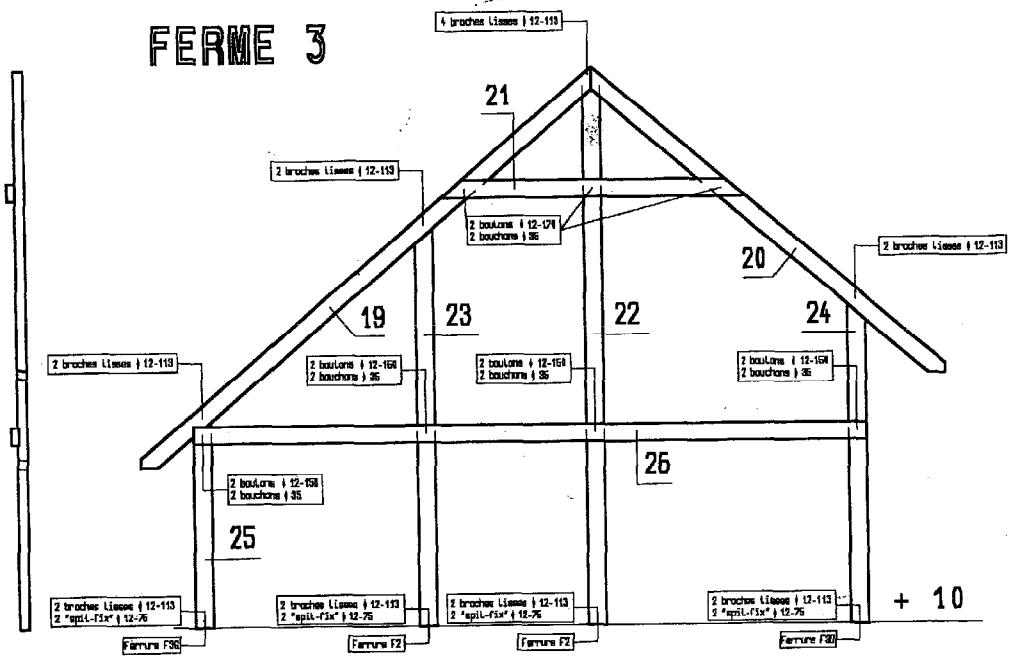 FERME 3
4 broches lisses ϕ 12-113
21
2 broches lisses ϕ 12-113
2 boulons ϕ 12-170
2 bouchons ϕ 35
20
2 broches lisses ϕ 12-113
19
23
22
24
2 broches lisses ϕ 12-113
2 boulons ϕ 12-150
2 bouchons ϕ 35
2 boulons ϕ 12-150
2 bouchons ϕ 35
2 boulons ϕ 12-150
2 bouchons ϕ 35
26
2 boulons ϕ 12-150
2 bouchons ϕ 35
25
2 broches lisses ϕ 12-113
2 "spit-fix" ϕ 12-75
2 broches lisses ϕ 12-113
2 "spit-fix" ϕ 12-75
2 broches lisses ϕ 12-113
2 "spit-fix" ϕ 12-75
2 broches lisses ϕ 12-113
2 "spit-fix" ϕ 12-75
+ 10
Ferrure
Ferrure F2
Ferrure F2
Ferrure